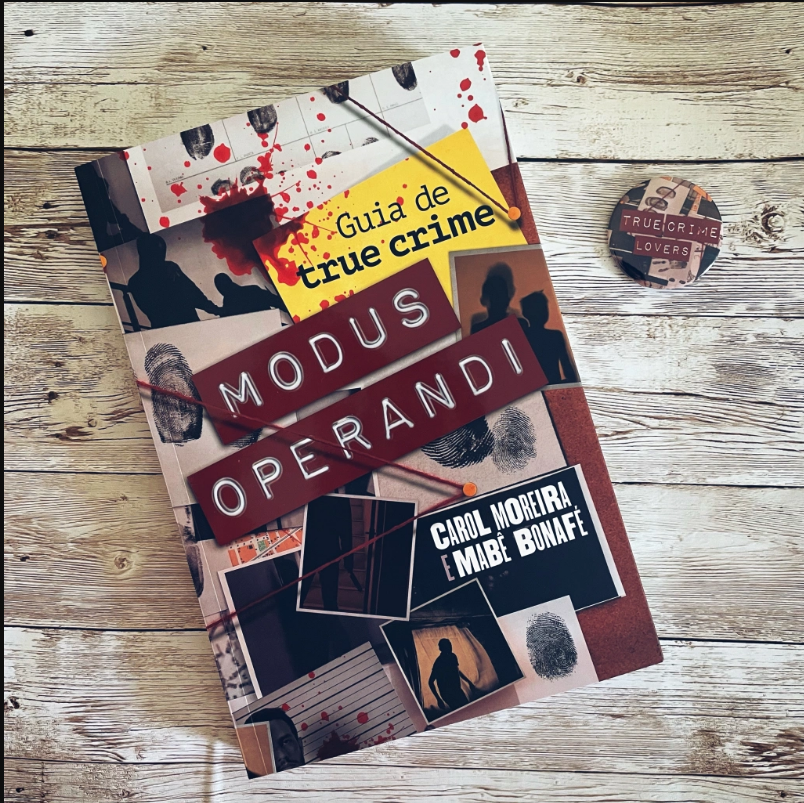 Guia de
true crime
MODUS
OPERANDI
CAROL MOREIRA
E MABÊ BONAFÉ
TRUE CRIME
LOVERS